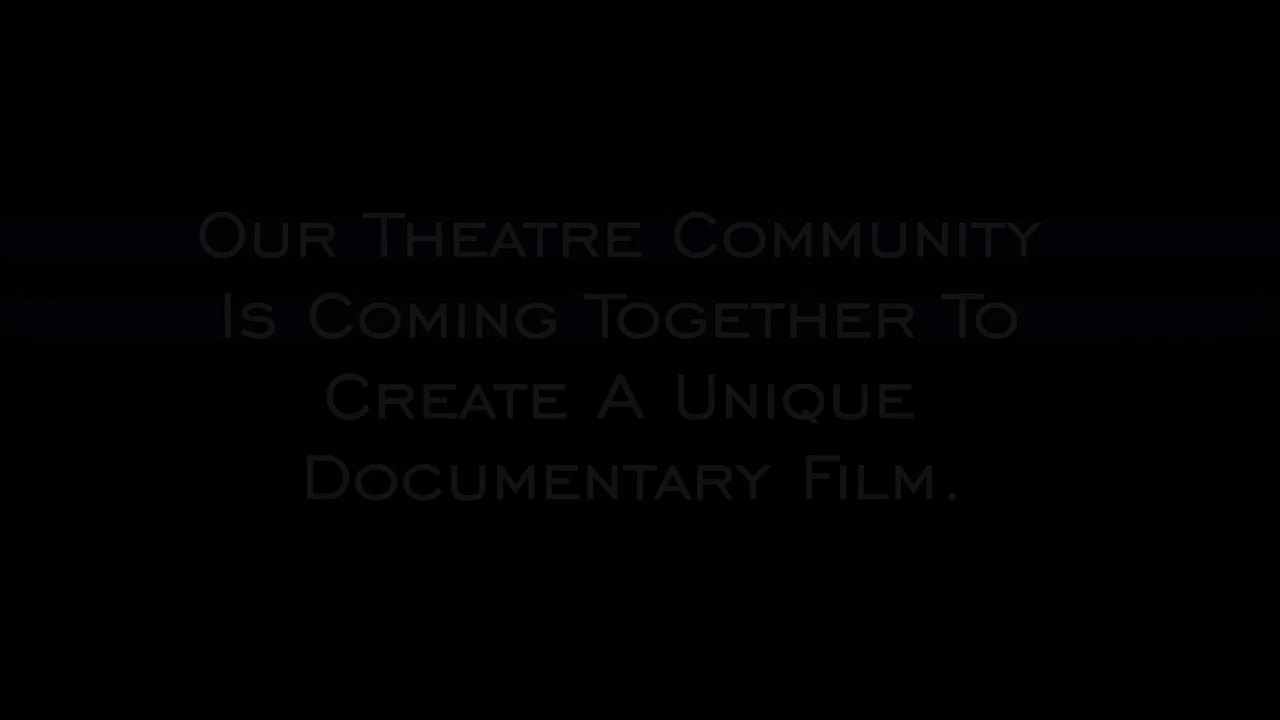 Our Theatre Community
Is Coming Together To
Create A Unique
Documentary Film.